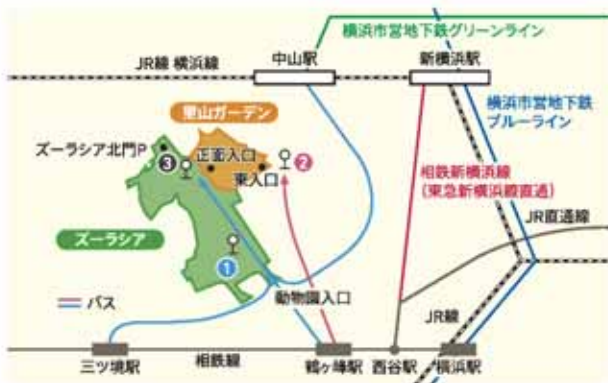 横浜市営地下鉄グリーンライン
JR線 横浜線
中山駅
新横浜駅
横浜市営地下鉄
ブルーライン
里山ガーデン
ズーラシア北門P
正面入口
3
2
東入口
相鉄新横浜線
(東急新横浜線直通)
JR直通線
ズーラシア
1
動物園入口
バス
JR線
三ツ境駅
相鉄線
鶴ヶ峰駅
西谷駅
横浜駅